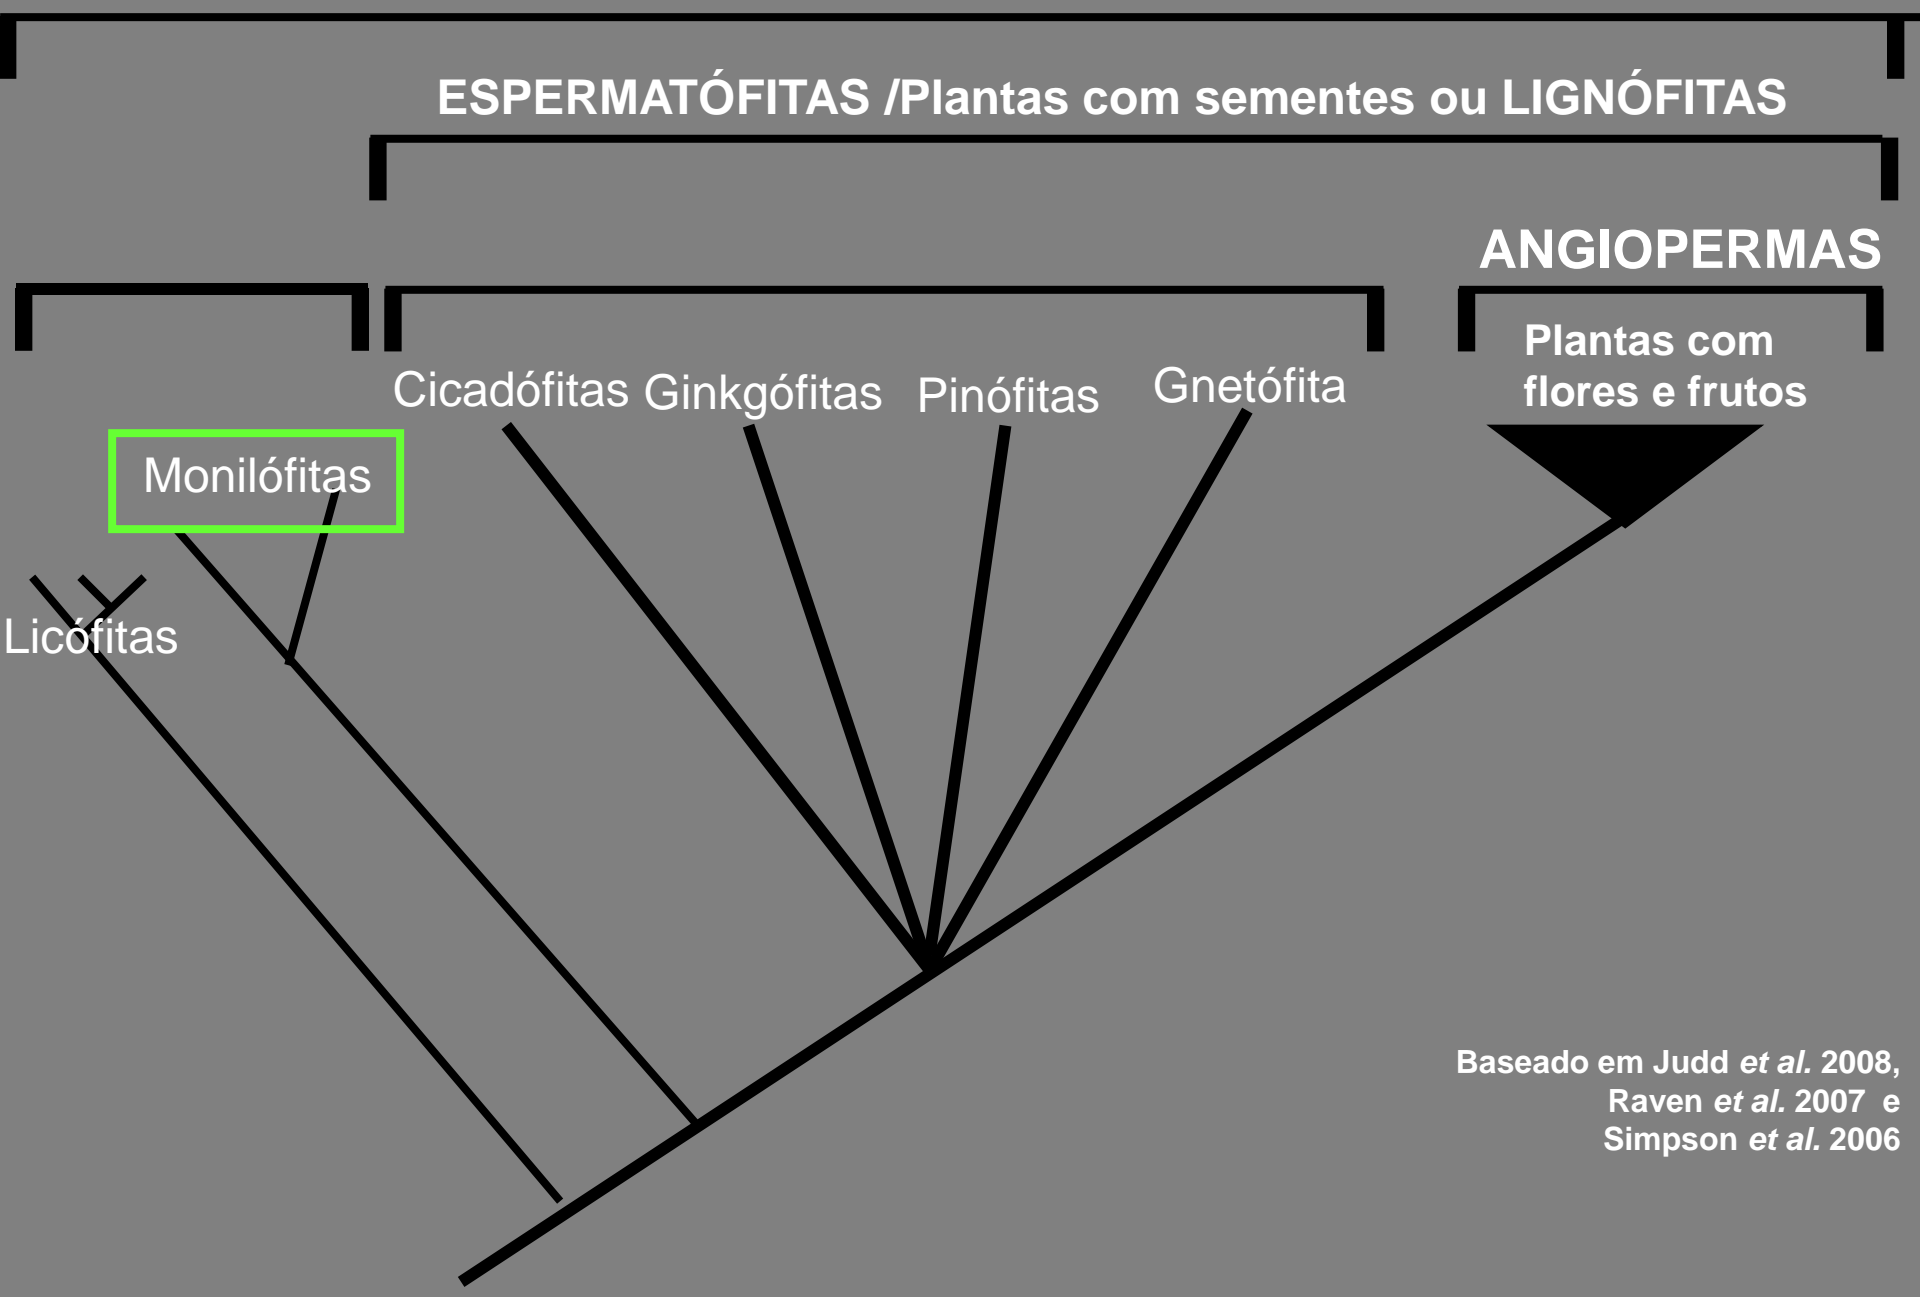 ESPERMATÓFITAS /Plantas com sementes ou LIGNÓFITAS
ANGIOPERMAS
Plantas com
flores e frutos
Cicadófitas
Ginkgófitas
Pinófitas
Gnetófita
Monilófitas
Licófitas
Baseado em Judd et al. 2008,
Raven et al. 2007 e
Simpson et al. 2006